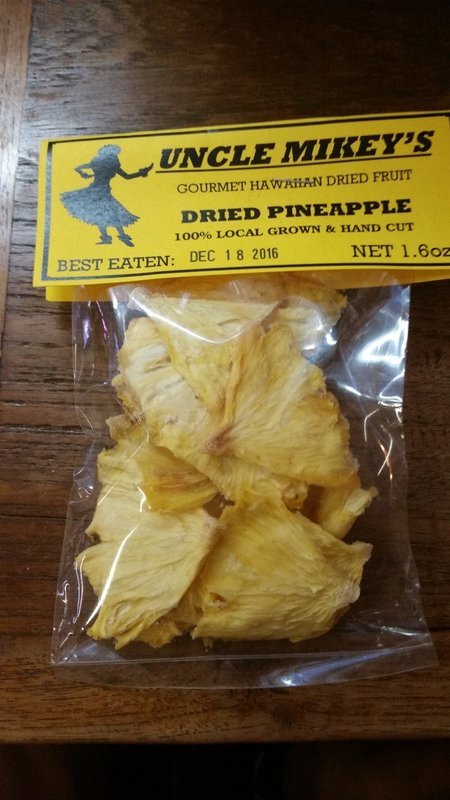 UNCLE MIKEY'S
GOURMET HAWAIIAN DRIED FRUIT
DRIED PINEAPPLE
100% LOCAL GROWN & HAND CUT
BEST EATEN: DEC 18 2016 NET 1.6oz